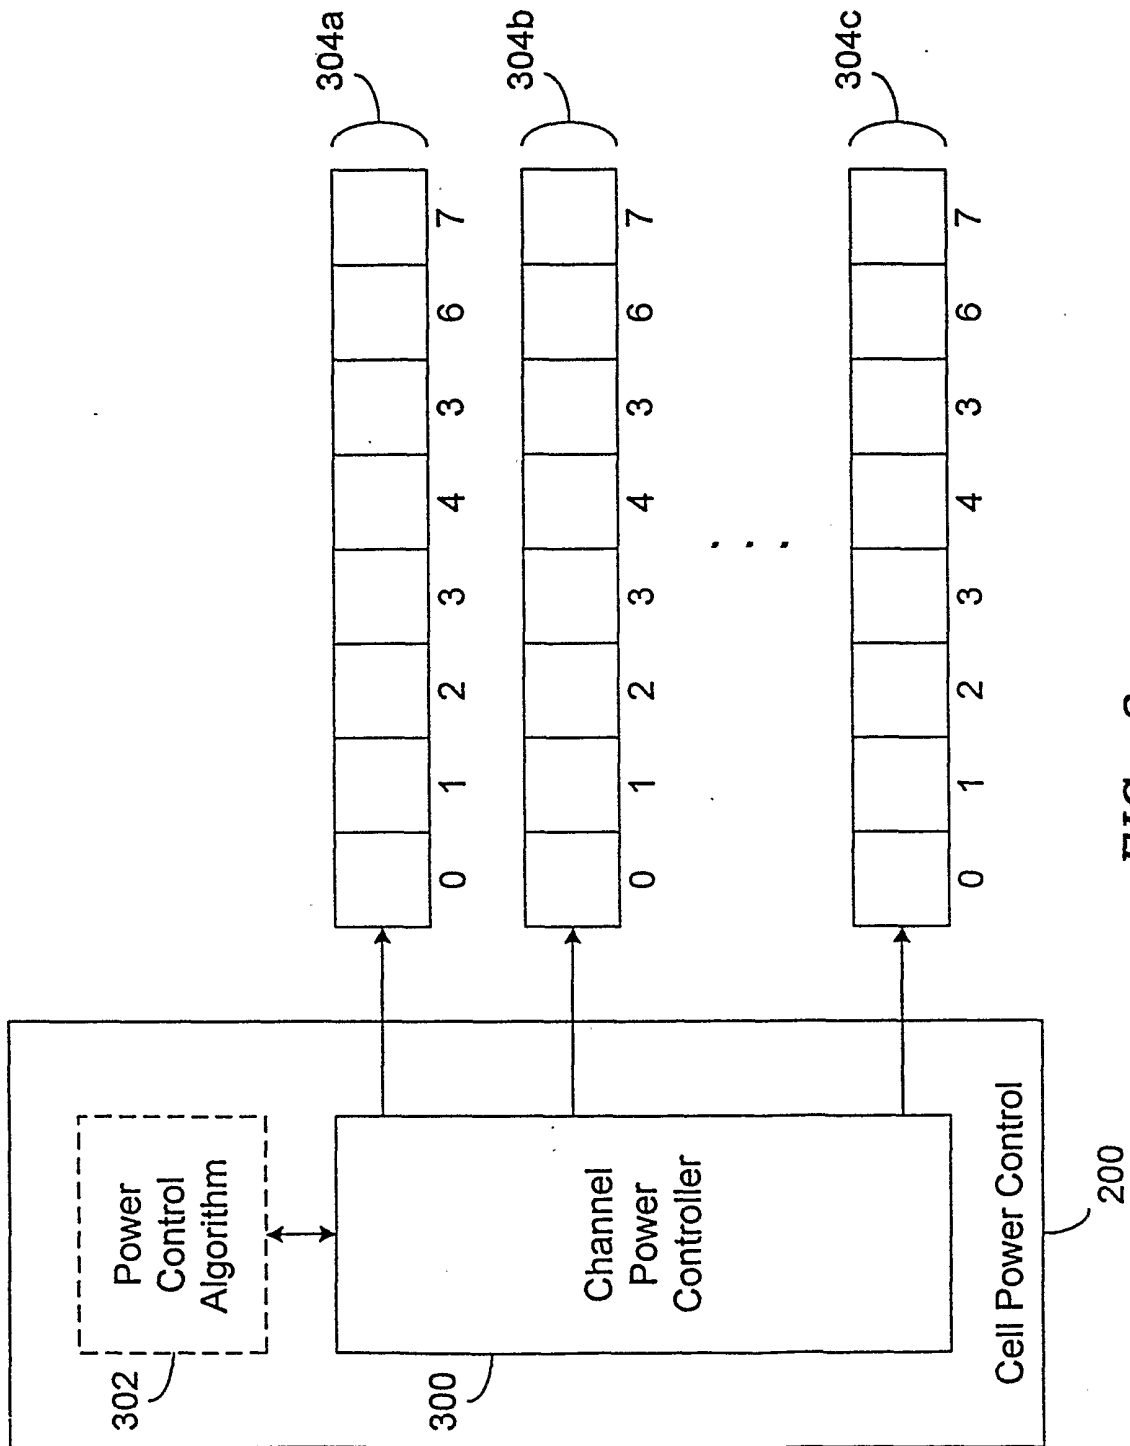 304a
0 1 2 3 4 3 6 7
304b
0 1 2 3 4 3 6 7
. . .
304c
0 1 2 3 4 3 6 7
302
Power
Control
Algorithm
300
Channel
Power
Controller
Cell Power Control
200